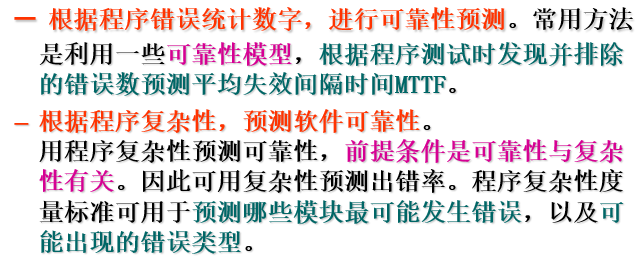 – 根据程序错误统计数字，进行可靠性预测。常用方法
是利用一些可靠性模型，根据程序测试时发现并排除
的错误数预测平均失效间隔时间MTTF。
– 根据程序复杂性，预测软件可靠性。
用程序复杂性预测可靠性，前提条件是可靠性与复杂
性有关。因此可用复杂性预测出错率。程序复杂性度
量标准可用于预测哪些模块最可能发生错误，以及可
能出现的错误类型。